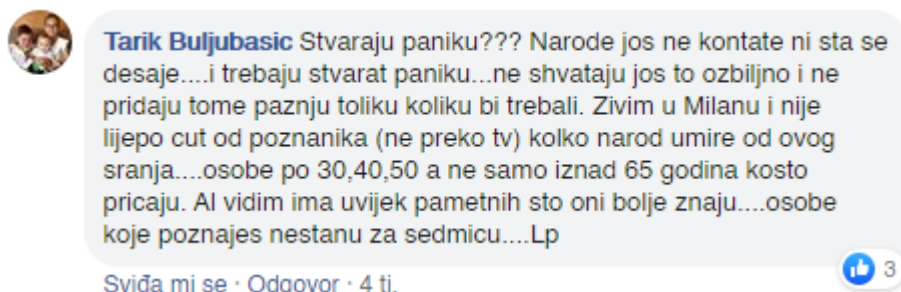 Tarik Buljubasic Stvaraju paniku??? Narode jos ne kontate ni sta se
desaje....i trebaju stvarat paniku...ne shvataju jos to ozbiljno i ne
pridaju tome paznju toliku koliku bi trebali. Zivim u Milanu i nije
lijepo cut od poznanika (ne preko tv) kolko narod umire od ovog
sranja....osobe po 30,40,50 a ne samo iznad 65 godina kosto
pricaju. Al vidim ima uvijek pametnih sto oni bolje znaju....osobe
koje poznajes nestanu za sedmicu....Lp
3
Sviđa mi se · Odgovor · 4 tj.